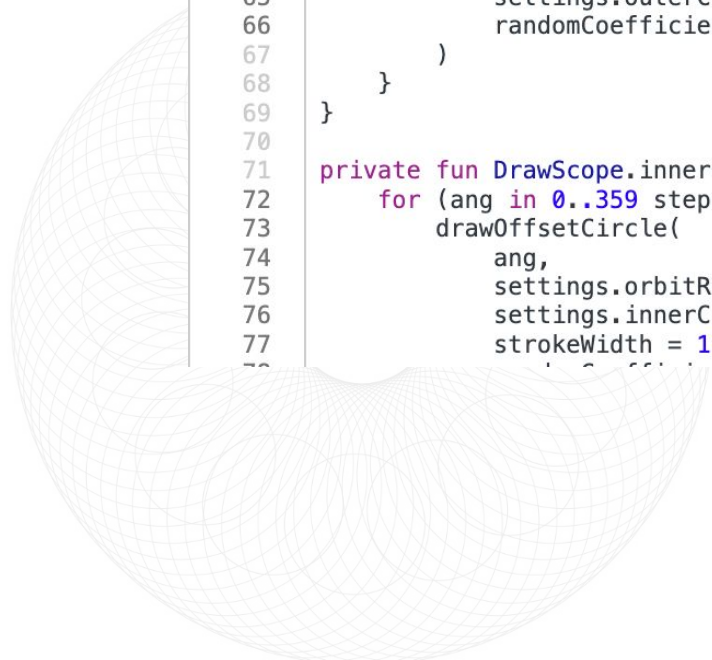 66 randomCoefficie
67 )
68 }
69 }
70
71 private fun DrawScope.inner
72 for (ang in 0..359 step
73 drawOffsetCircle(
74 ang,
75 settings.orbitR
76 settings.innerC
77 strokeWidth = 1